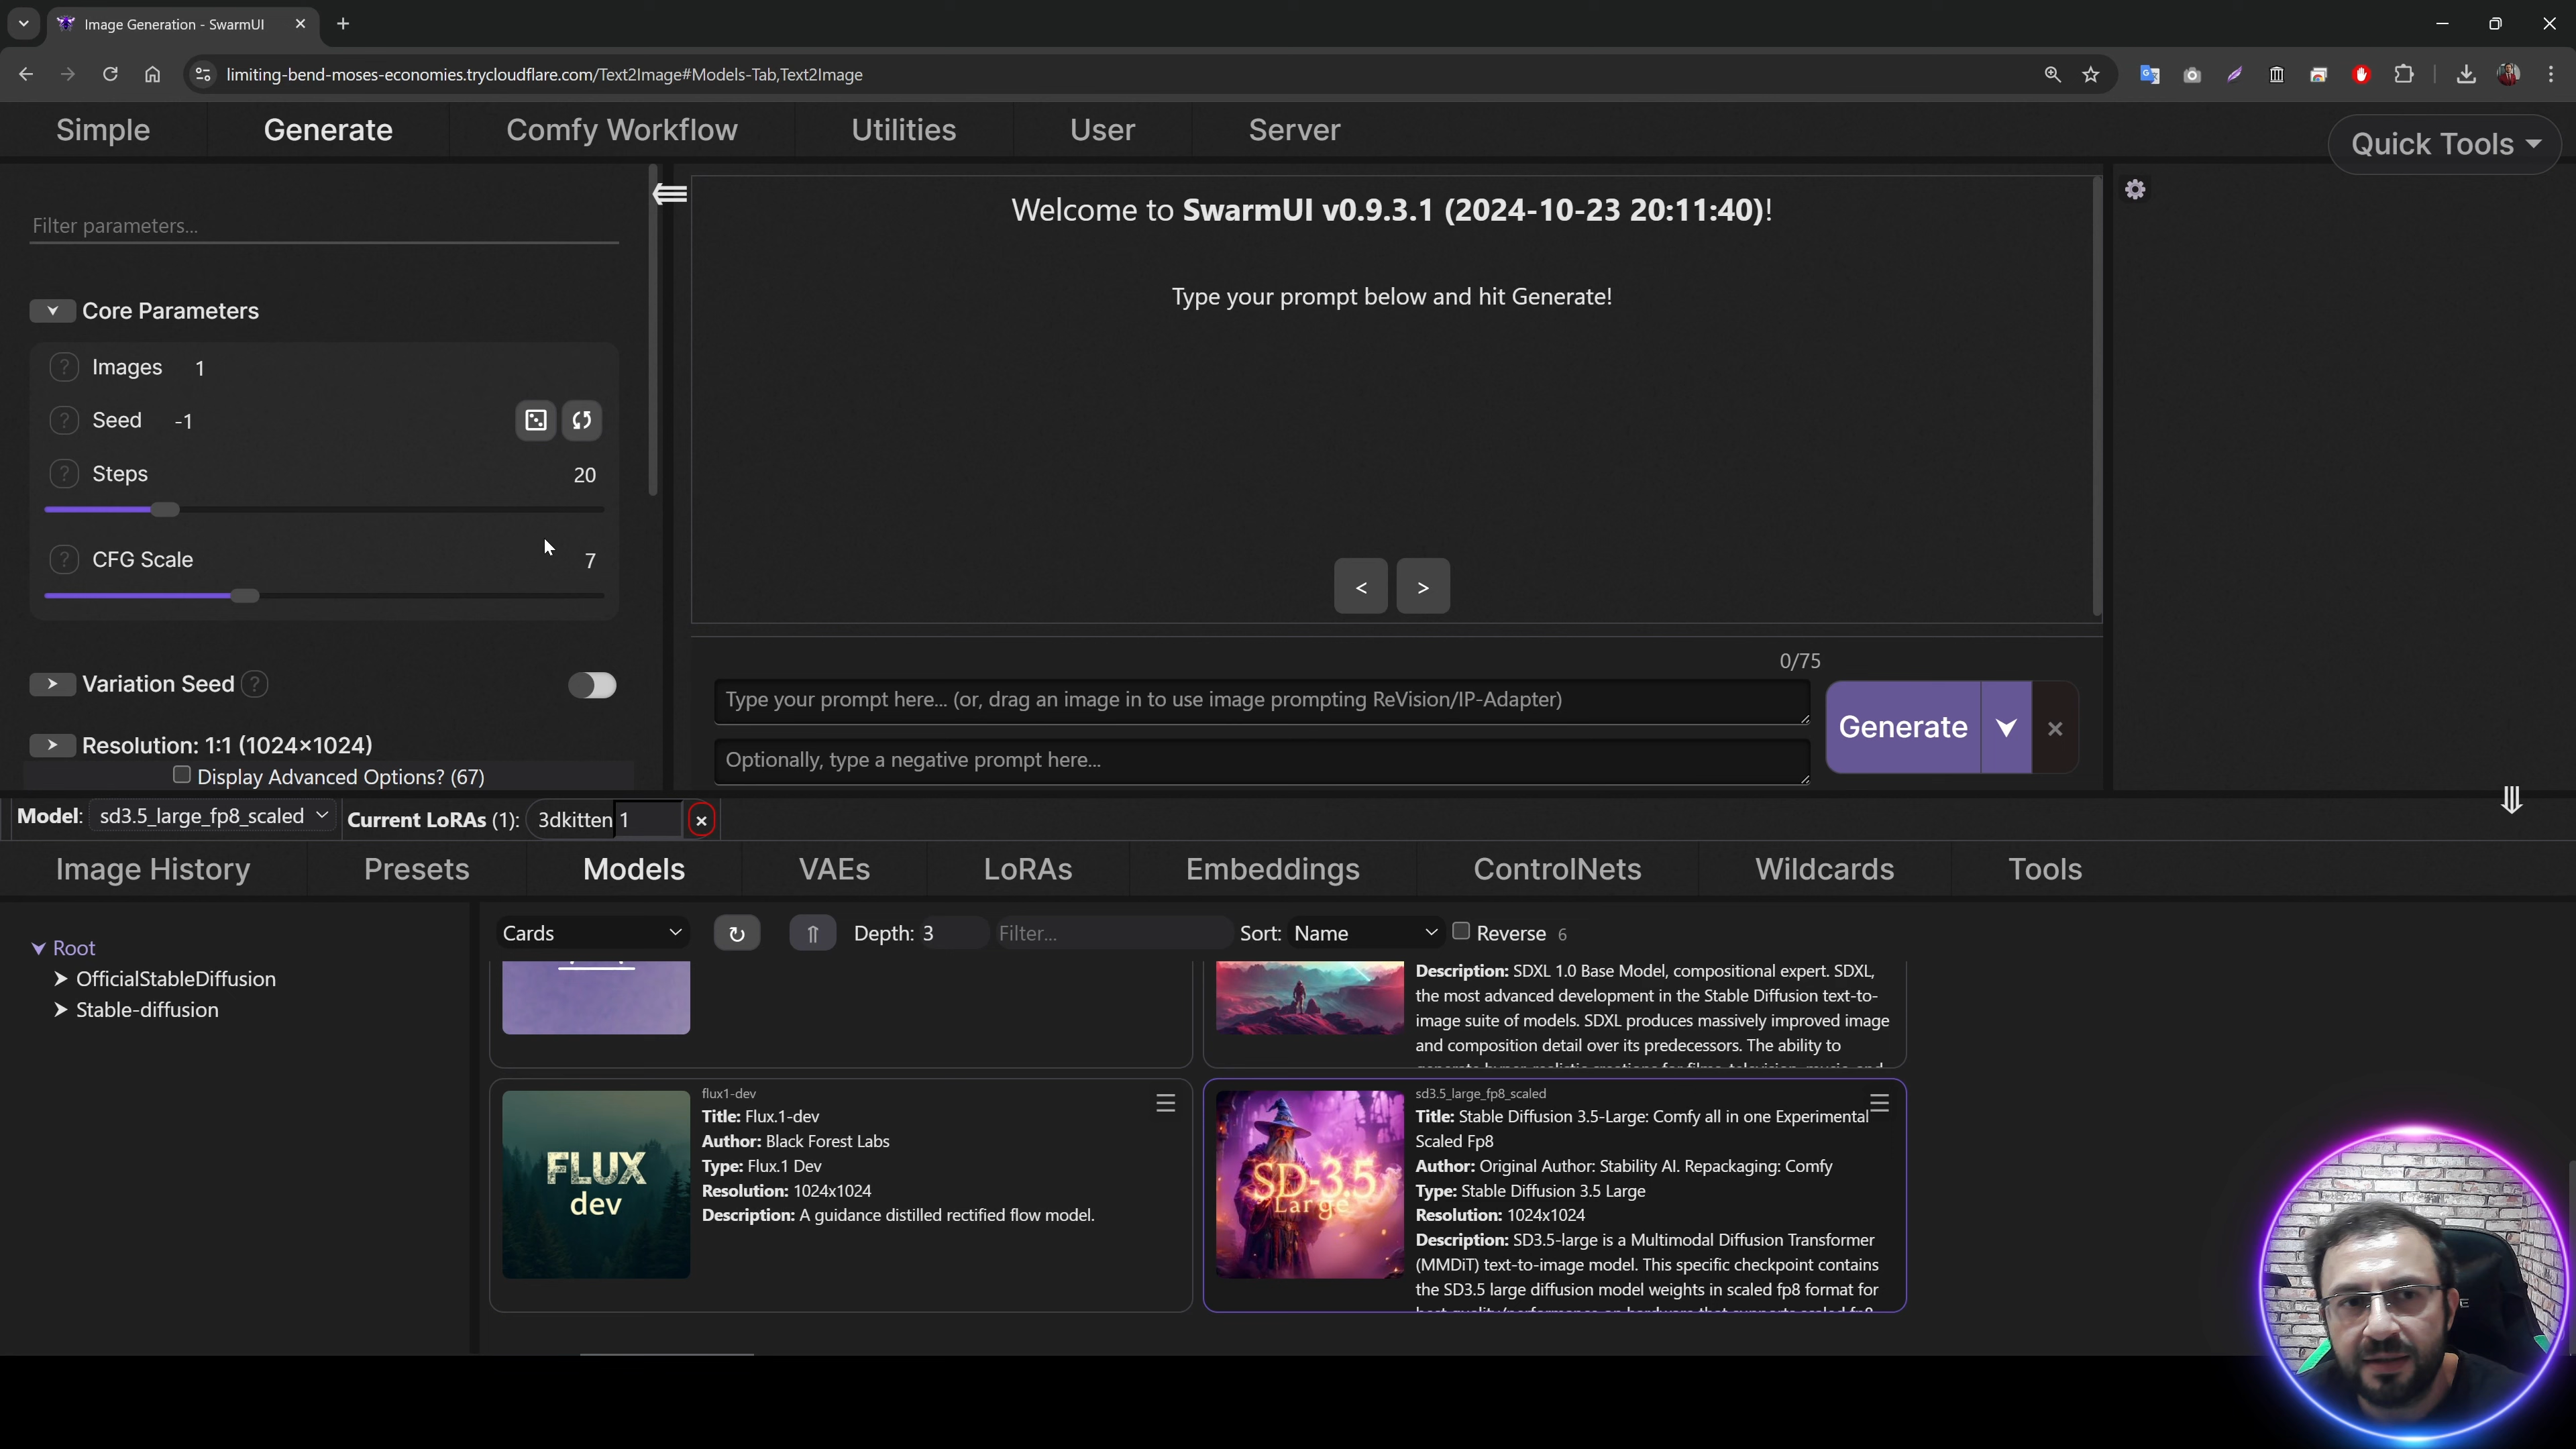 Image Generation - SwarmUI
limiting-bend-moses-economies.trycloudflare.com/Text2Image#Models-Tab,Text2Image
Simple
Generate
Comfy Workflow
Utilities
User
Server
Quick Tools
Filter parameters...
Welcome to SwarmUI v0.9.3.1 (2024-10-23 20:11:40)!
Type your prompt below and hit Generate!
Core Parameters
? Images 1
? Seed -1
? Steps 20
? CFG Scale 7
< >
Variation Seed ?
Resolution: 1:1 (1024×1024)
Display Advanced Options? (67)
0/75
Type your prompt here... (or, drag an image in to use image prompting ReVision/IP-Adapter)
Optionally, type a negative prompt here...
Generate
×
Model: sd3.5_large_fp8_scaled
Current LoRAs (1): 3dkitten 1 ×
Image History
Presets
Models
VAEs
LoRAs
Embeddings
ControlNets
Wildcards
Tools
Root
OfficialStableDiffusion
Stable-diffusion
Cards
Depth: 3
Filter...
Sort: Name
Reverse 6
Description: SDXL 1.0 Base Model, compositional expert. SDXL,
the most advanced development in the Stable Diffusion text-to-
image suite of models. SDXL produces massively improved image
and composition detail over its predecessors. The ability to
FLUX
dev
flux1-dev
Title: Flux.1-dev
Author: Black Forest Labs
Type: Flux.1 Dev
Resolution: 1024x1024
Description: A guidance distilled rectified flow model.
SD-3.5
Large
sd3.5_large_fp8_scaled
Title: Stable Diffusion 3.5-Large: Comfy all in one Experimental
Scaled Fp8
Author: Original Author: Stability AI. Repackaging: Comfy
Type: Stable Diffusion 3.5 Large
Resolution: 1024x1024
Description: SD3.5-large is a Multimodal Diffusion Transformer
(MMDiT) text-to-image model. This specific checkpoint contains
the SD3.5 large diffusion model weights in scaled fp8 format for